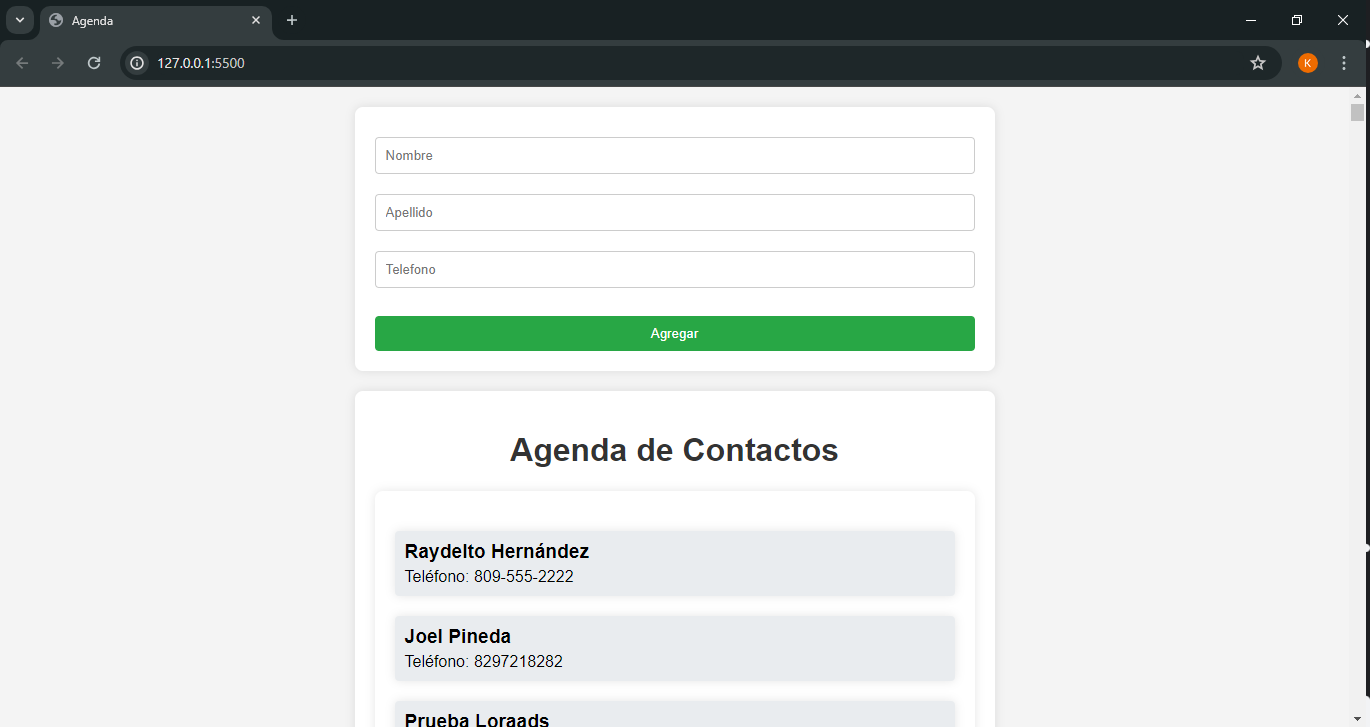 Agenda
127.0.0.1:5500
K
Nombre
Apellido
Telefono
Agregar
Agenda de Contactos
Raydelto Hernández
Teléfono: 809-555-2222
Joel Pineda
Teléfono: 8297218282
Prueba Loraads